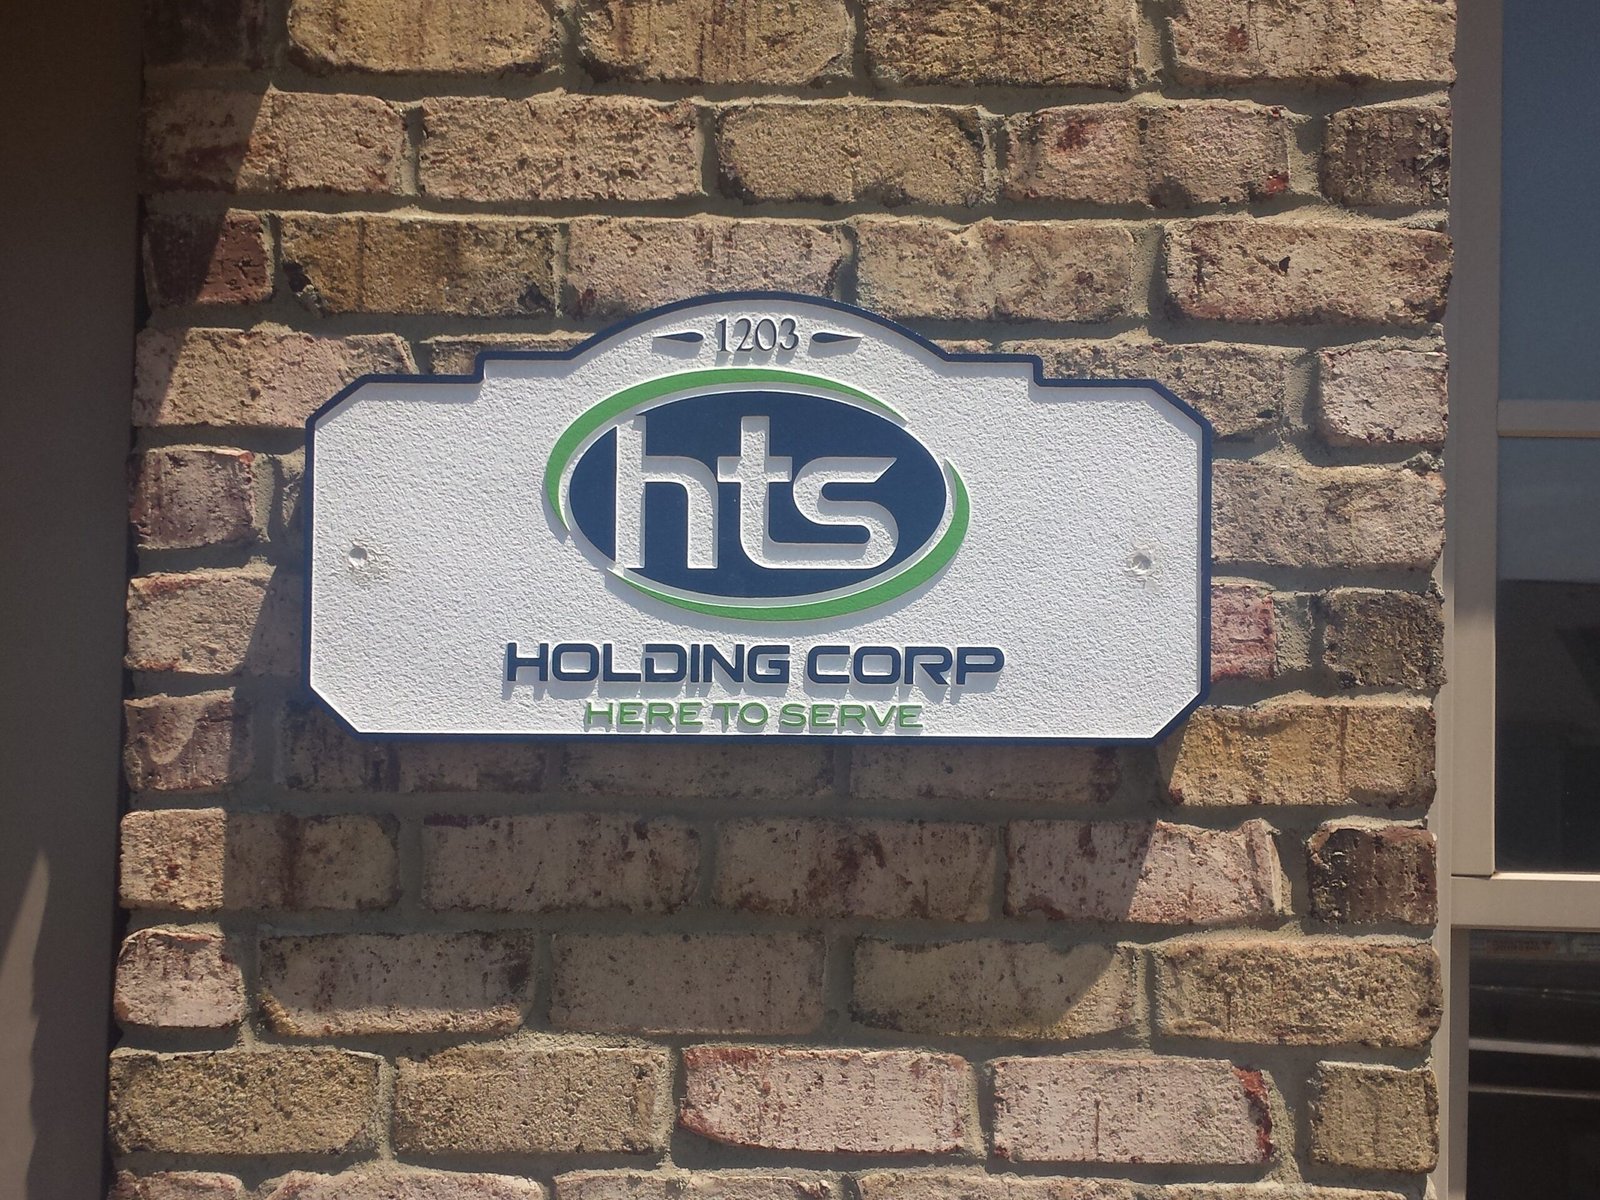 1203
hts
HOLDING CORP
HERE TO SERVE